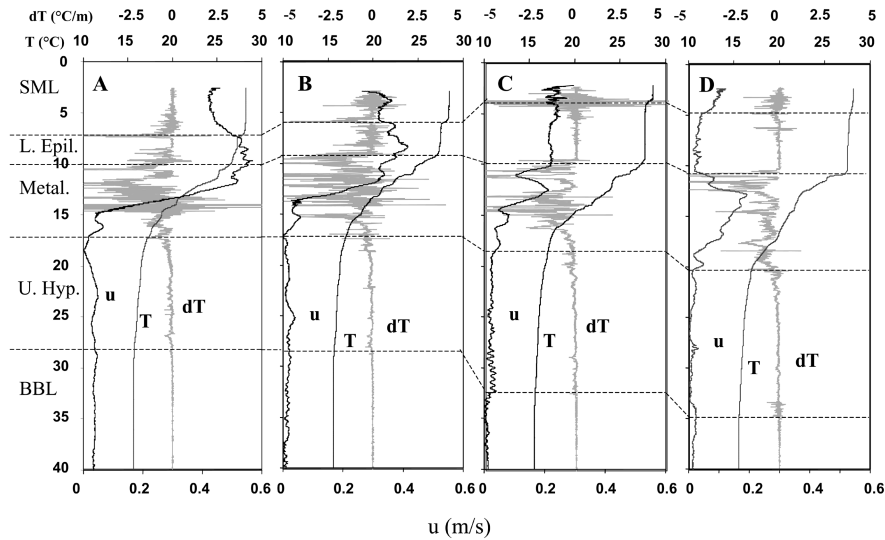 dT (°C/m) -2.5 0 2.5 5 -5 -2.5 0 2.5 5 -5 -2.5 0 2.5 5 -5 -2.5 0 2.5 5
T (°C) 10 15 20 25 30 10 15 20 25 30 10 15 20 25 30 10 15 20 25 30
0
SML A B C D
5
L. Epil.
10
Metal.
15
20
U. Hyp.
u T dT u T dT u T dT u T dT
25
30
BBL
35
40
0 0.2 0.4 0.6 0 0.2 0.4 0.6 0 0.2 0.4 0.6 0 0.2 0.4 0.6
u (m/s)